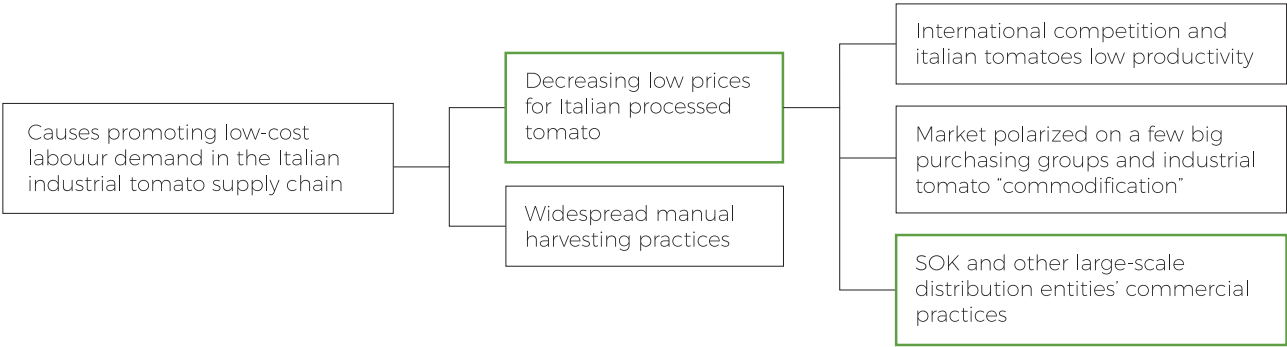 Causes promoting low-cost
labouur demand in the Italian
industrial tomato supply chain
Decreasing low prices
for Italian processed
tomato
Widespread manual
harvesting practices
International competition and
italian tomatoes low productivity
Market polarized on a few big
purchasing groups and industrial
tomato “commodification”
SOK and other large-scale
distribution entities’ commercial
practices